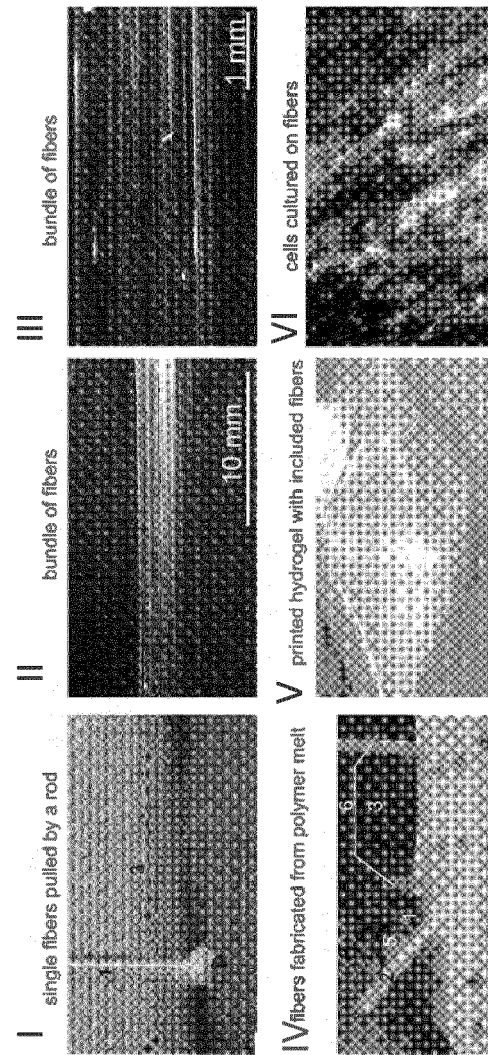 I
single fibers pulled by a rod
II
bundle of fibers
10 mm
III
bundle of fibers
1 mm
IV fibers fabricated from polymer melt
6
3
5
1
V printed hydrogel with included fibers
VI cells cultured on fibers